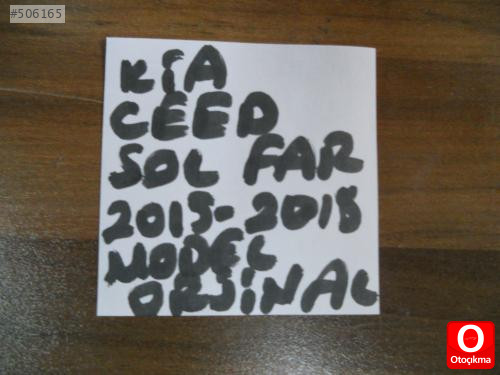 #506165
KİA
CEED
SOL FAR
2015-2018
MODEL
ORJİNAL
Otoçıkma